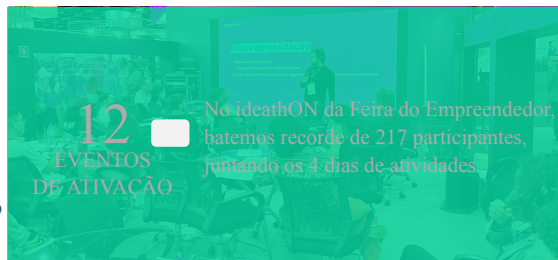 12
EVENTOS
DE ATIVAÇÃO
No ideathON da Feira do Empreendedor,
batemos recorde de 217 participantes,
juntando os 4 dias de atividades